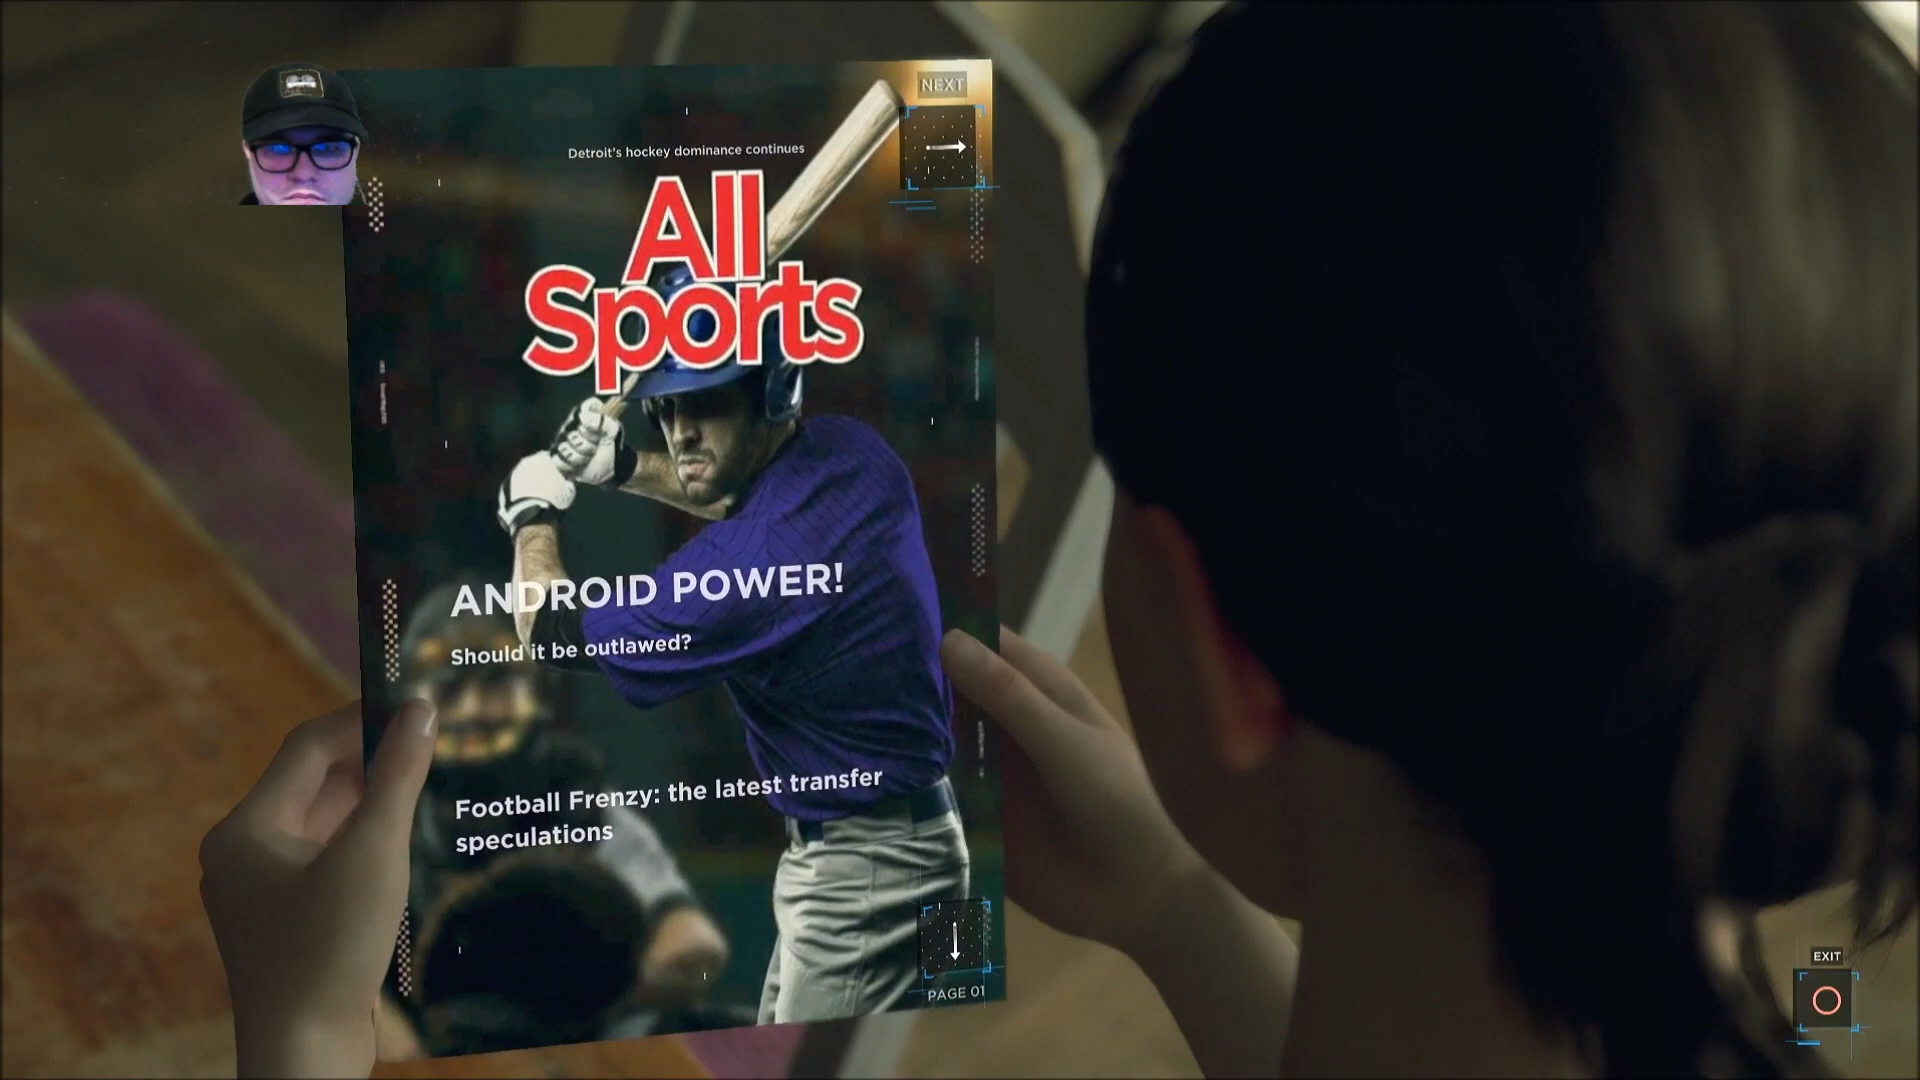 NEXT
Detroit's hockey dominance continues
All
Sports
ANDROID POWER!
Should it be outlawed?
Football Frenzy: the latest transfer
speculations
PAGE 01
EXIT